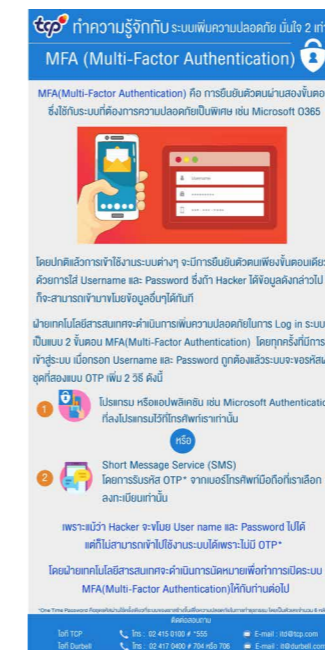 tcp ทำความรู้จักกับ ระบบเพิ่มความปลอดภัย มั่นใจ 2 เท่า
MFA (Multi-Factor Authentication)
MFA(Multi-Factor Authentication) คือ การยืนยันตัวตนผ่านสองขั้นตอ
ซึ่งใช้กับระบบที่ต้องการความปลอดภัยเป็นพิเศษ เช่น Microsoft O365
Username
โดยปกติแล้วการเข้าใช้งานระบบต่างๆ จะมีการยืนยันตัวตนเพียงขั้นตอนเดีย
ด้วยการใส่ Username และ Password ซึ่งถ้า Hacker ได้ข้อมูลดังกล่าวไป
ก็จะสามารถเข้ามาขโมยข้อมูลอื่นๆได้ทันที
ฝ่ายเทคโนโลยีสารสนเทศจะดำเนินการเพิ่มความปลอดภัยในการ Log in ระบบ
เป็นแบบ 2 ขั้นตอน MFA(Multi-Factor Authentication) โดยทุกครั้งที่มีการ
เข้าสู่ระบบ เมื่อกรอก Username และ Password ถูกต้องแล้วระบบจะขอรหัสผ
ชุดที่สองแบบ OTP เพิ่ม 2 วิธี ดังนี้
1 โปรแกรม หรือแอปพลิเคชัน เช่น Microsoft Authenticatio
ที่ลงโปรแกรมไว้ที่โทรศัพท์เราเท่านั้น
หรือ
2 Short Message Service (SMS)
โดยการรับรหัส OTP* จากเบอร์โทรศัพท์มือถือที่เราเลือก
ลงทะเบียนเท่านั้น
เพราะแม้ว่า Hacker จะขโมย User name และ Password ไปได้
แต่ก็ไม่สามารถเข้าไปใช้งานระบบได้เพราะไม่มี OTP*
โดยฝ่ายเทคโนโลยีสารสนเทศจะดำเนินการนัดหมายเพื่อทำการเปิดระบบ
MFA(Multi-Factor Authentication)ให้กับท่านต่อไป
ติดต่อสอบถาม
ไอที TCP โทร : 02 415 0100 # *555 E-mail : itd@tcp.com
ไอที Durbell โทร : 02 417 0400 # 704 หรือ 706 E-mail : it@durbell.com